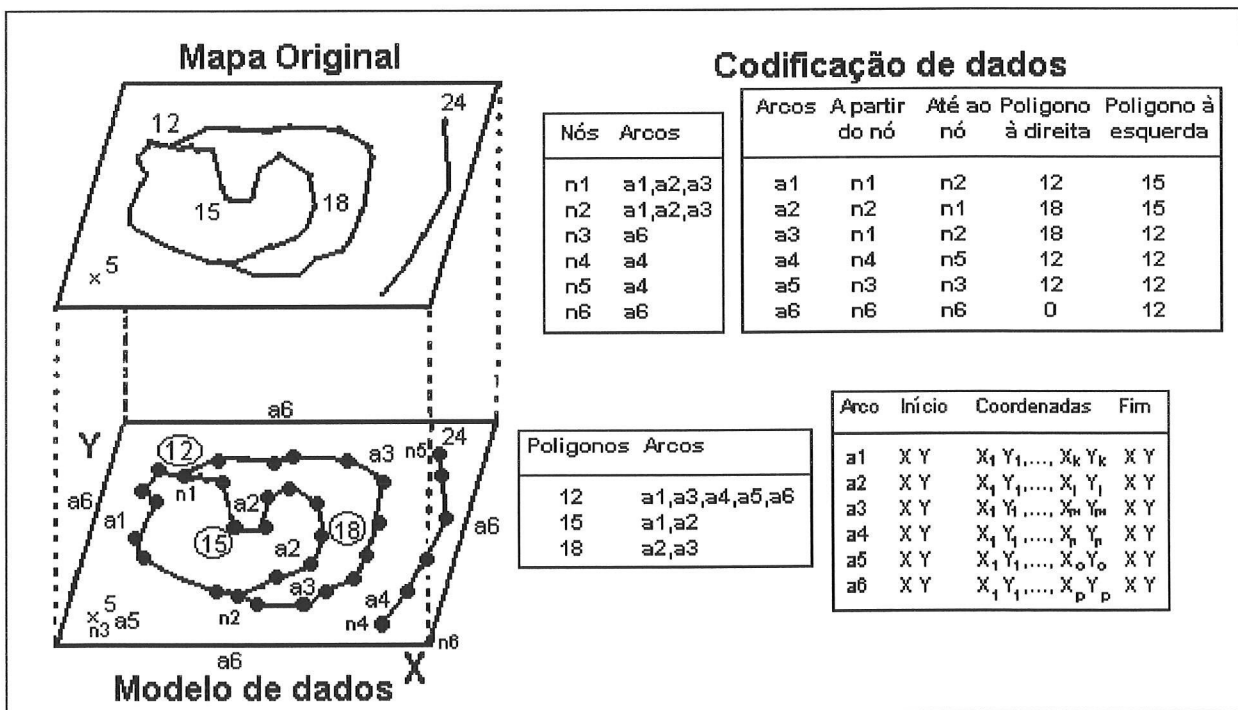 Mapa Original
24
12
15
18
x 5
Codificação de dados
Nós Arcos
n1 a1,a2,a3
n2 a1,a2,a3
n3 a6
n4 a4
n5 a4
n6 a6
Arcos A partir do nó Até ao nó Poligono à direita Poligono à esquerda
a1 n1 n2 12 15
a2 n2 n1 18 15
a3 n1 n2 18 12
a4 n4 n5 12 12
a5 n3 n3 12 12
a6 n6 n6 0 12
a6
Y
12
a3
n5
24
a6
n1
a1
a2
15
18
a6
a2
a3
a4
x 5
n3 a5
n2
n4
n6
a6
X
Modelo de dados
Poligonos Arcos
12 a1,a3,a4,a5,a6
15 a1,a2
18 a2,a3
Arco Início Coordenadas Fim
a1 X Y X1 Y1,..., Xk Yk X Y
a2 X Y X1 Y1,..., Xl Yl X Y
a3 X Y X1 Y1,..., X Y
a4 X Y X1 Y1,..., X Y
a5 X Y X1 Y1,..., Xo Yo X Y
a6 X Y X1 Y1,..., Xp Yp X Y